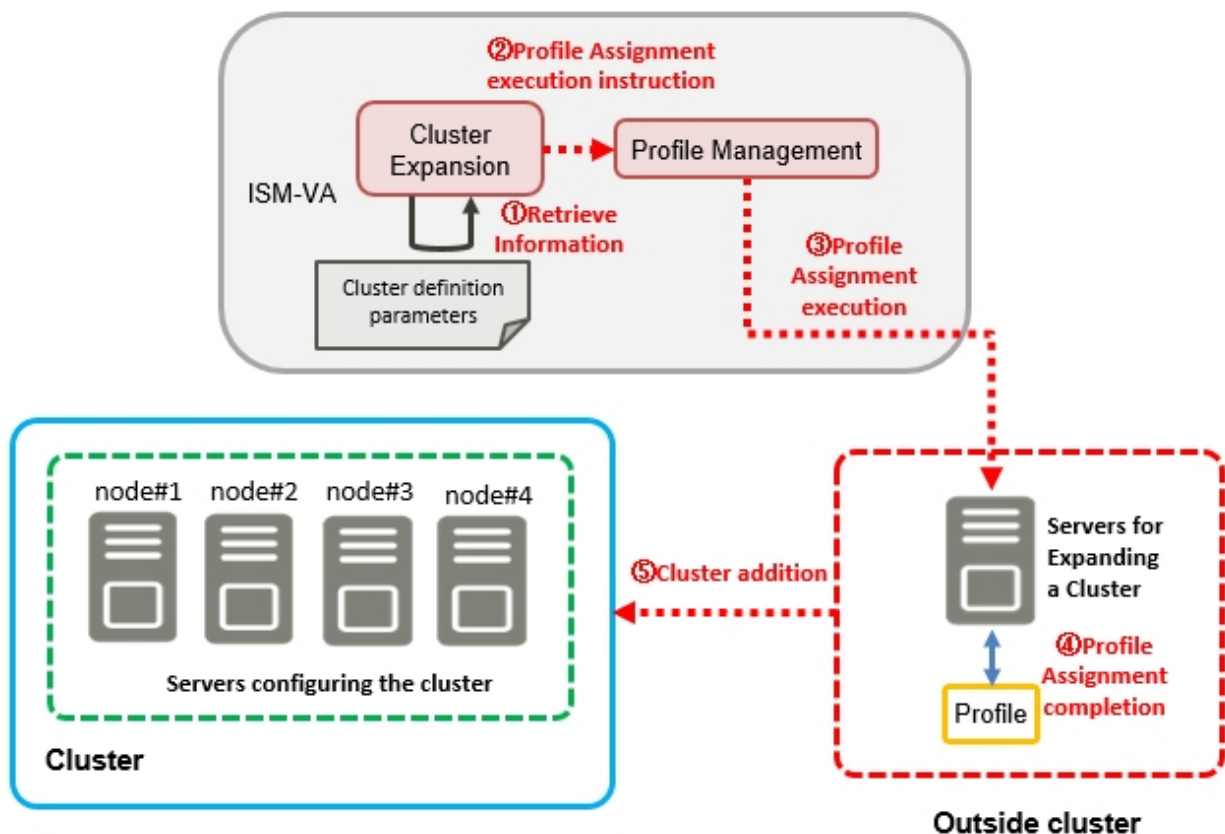 ②Profile Assignment
execution instruction
Cluster
Expansion
Profile Management
ISM-VA
①Retrieve
Information
③Profile
Assignment
execution
Cluster definition
parameters
node#1
node#2
node#3
node#4
Servers configuring the cluster
Cluster
⑤Cluster addition
Servers for
Expanding
a Cluster
④Profile
Assignment
completion
Profile
Outside cluster